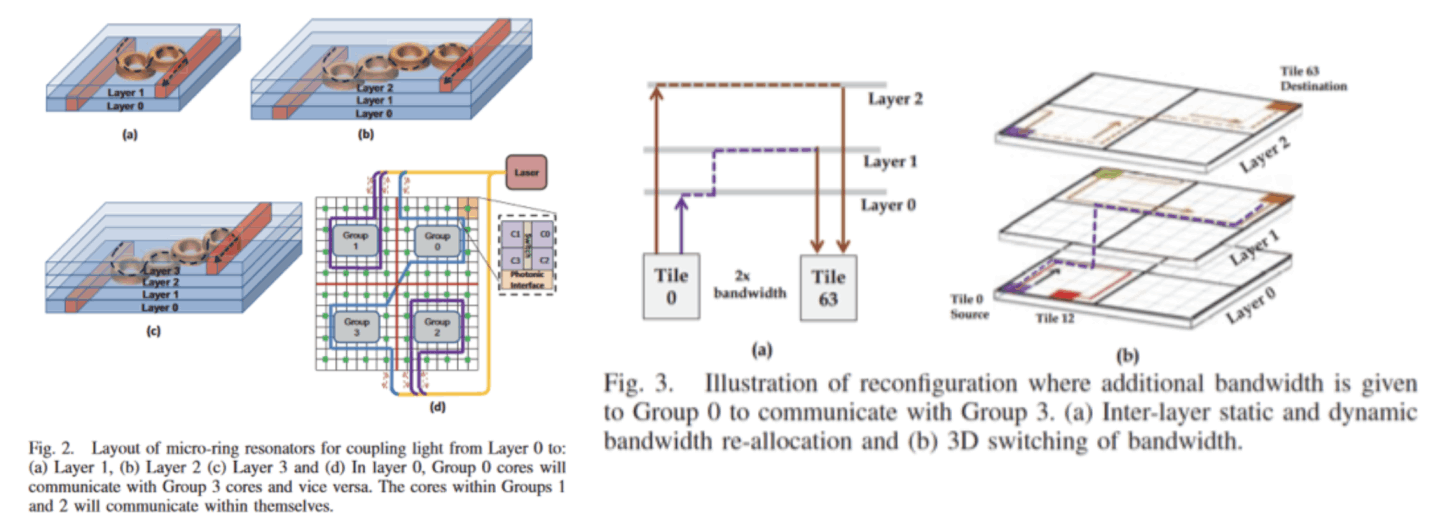 Layer 1
Layer 0
(a)
Layer 2
Layer 1
Layer 0
(b)
Layer 3
Layer 2
Layer 1
Layer 0
(c)
Laser
Group
1
Group
0
Group
3
Group
2
C1
C0
Switch
C3
C2
Photonic
Interface
(d)
Fig. 2. Layout of micro-ring resonators for coupling light from Layer 0 to:
(a) Layer 1, (b) Layer 2 (c) Layer 3 and (d) In layer 0, Group 0 cores will
communicate with Group 3 cores and vice versa. The cores within Groups 1
and 2 will communicate within themselves.
Layer 2
Layer 1
Layer 0
Tile
0
2x
bandwidth
Tile
63
(a)
Tile 63
Destination
Layer 2
Layer 1
Tile 0
Source
Tile 12
Layer 0
(b)
Fig. 3. Illustration of reconfiguration where additional bandwidth is given
to Group 0 to communicate with Group 3. (a) Inter-layer static and dynamic
bandwidth re-allocation and (b) 3D switching of bandwidth.